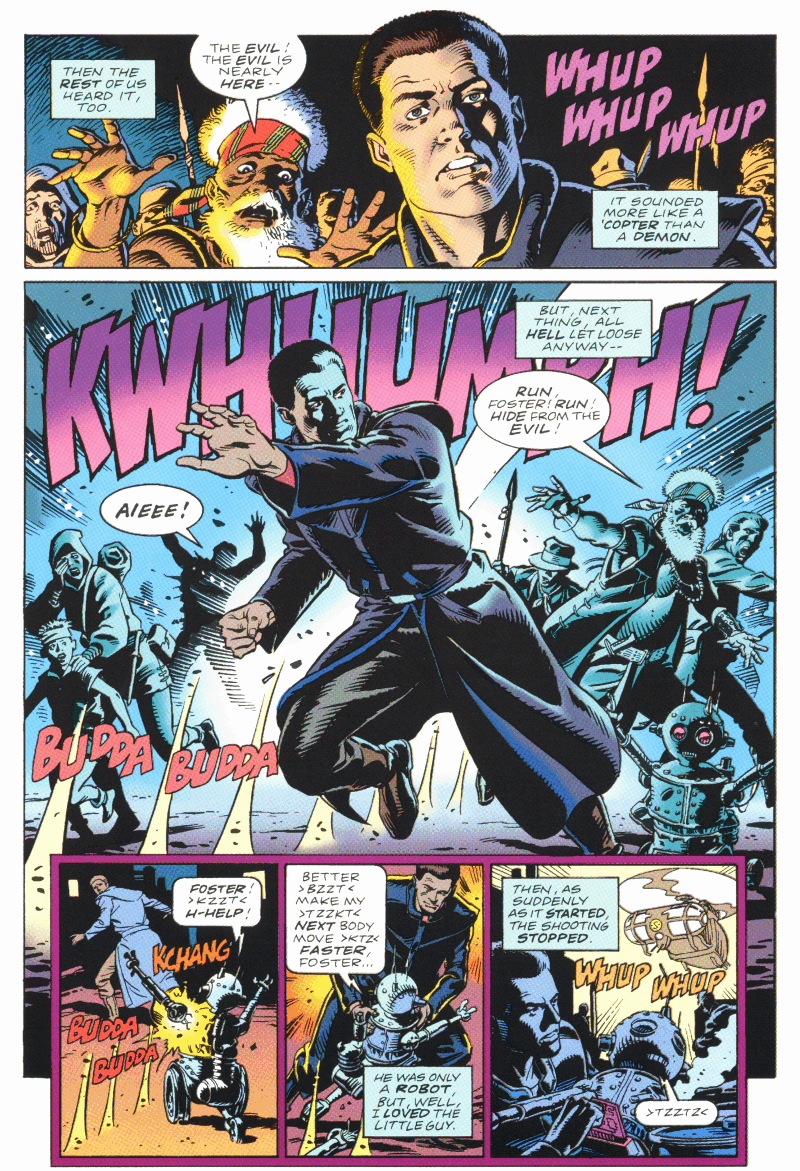 THEN THE
REST OF US
HEARD IT,
TOO.
THE EVIL!
THE EVIL IS
NEARLY
HERE--
WHUP
WHUP
WHUP
IT SOUNDED
MORE LIKE A
'COPTER THAN
A DEMON.
BUT, NEXT
THING, ALL
HELL LET LOOSE
ANYWAY--
KWHUUMPH!
RUN,
FOSTER! RUN!
HIDE FROM THE
EVIL!
AIEEE!
BUDDA
BUDDA
FOSTER!
>KZZT<
H-HELP!
KCHANG
BUDDA
BUDDA
BETTER
>BZZT<
MAKE MY
>TZZKT<
NEXT BODY
MOVE >KTZ<
FASTER,
FOSTER...
HE WAS ONLY
A ROBOT.
BUT, WELL,
I LOVED THE
LITTLE GUY.
THEN, AS
SUDDENLY
AS IT STARTED,
THE SHOOTING
STOPPED.
S
WHUP
WHUP
>TZZTZ<